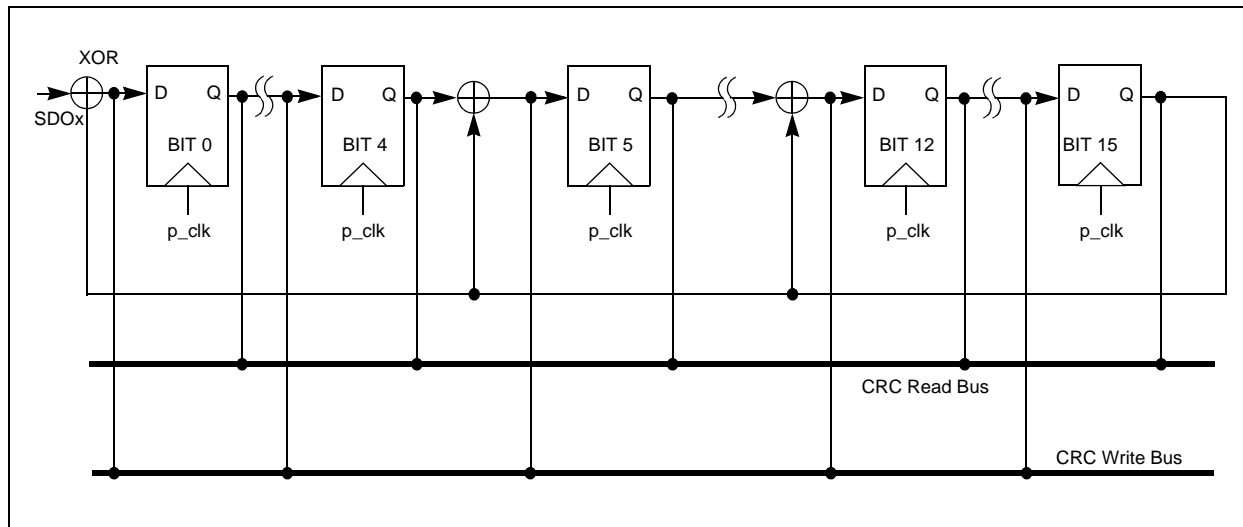 XOR
SDOx
D Q
BIT 0
p_clk
D Q
BIT 4
p_clk
D Q
BIT 5
p_clk
D Q
BIT 12
p_clk
D Q
BIT 15
p_clk
CRC Read Bus
CRC Write Bus